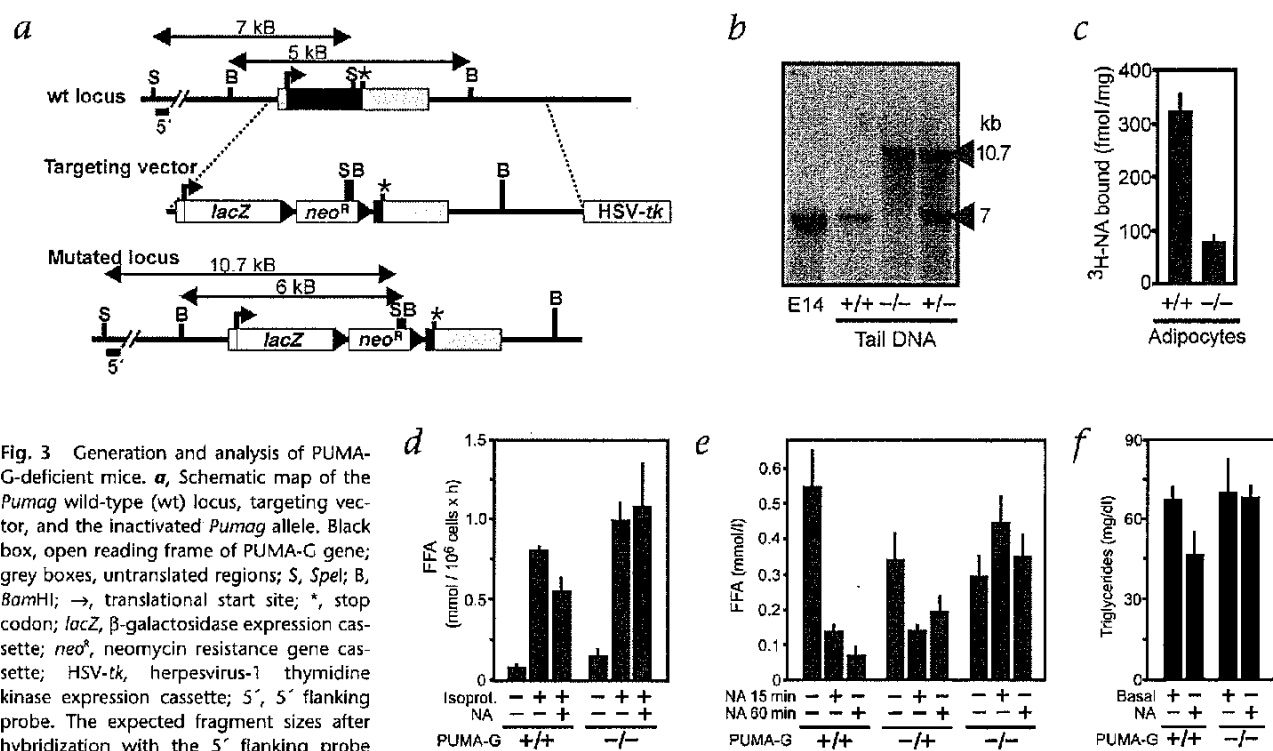 a
7 kB
5 kB
S B S * B
wt locus
5´
Targeting vector
SB * B
lacZ neoᴿ HSV-tk
Mutated locus
10.7 kB
6 kB
S B SB * B
lacZ neoᴿ
5´
b
kb
10.7
7
E14 +/+ −/− +/−
Tail DNA
c
³H-NA bound (fmol/mg)
400
300
200
100
0
+/+ −/−
Adipocytes
Fig. 3 Generation and analysis of PUMA-
G-deficient mice. a, Schematic map of the
Pumag wild-type (wt) locus, targeting vec-
tor, and the inactivated Pumag allele. Black
box, open reading frame of PUMA-G gene;
grey boxes, untranslated regions; S, SpeI; B,
BamHI; →, translational start site; *, stop
codon; lacZ, β-galactosidase expression cas-
sette; neoᴿ, neomycin resistance gene cas-
sette; HSV-tk, herpesvirus-1 thymidine
kinase expression cassette; 5´, 5´ flanking
probe. The expected fragment sizes after
hybridization with the 5´ flanking probe
d
FFA
(mmol / 10⁶ cells x h)
1.5
1.0
0.5
0
Isoprot. − + + − + +
NA − − + − − +
PUMA-G +/+ −/−
e
FFA (mmol/l)
0.6
0.5
0.4
0.3
0.2
0.1
0
NA 15 min − + − − + − − + −
NA 60 min − − + − − + − − +
PUMA-G +/+ −/+ −/−
f
Triglycerides (mg/dl)
90
60
30
0
Basal + − + −
NA − + − +
PUMA-G +/+ −/−